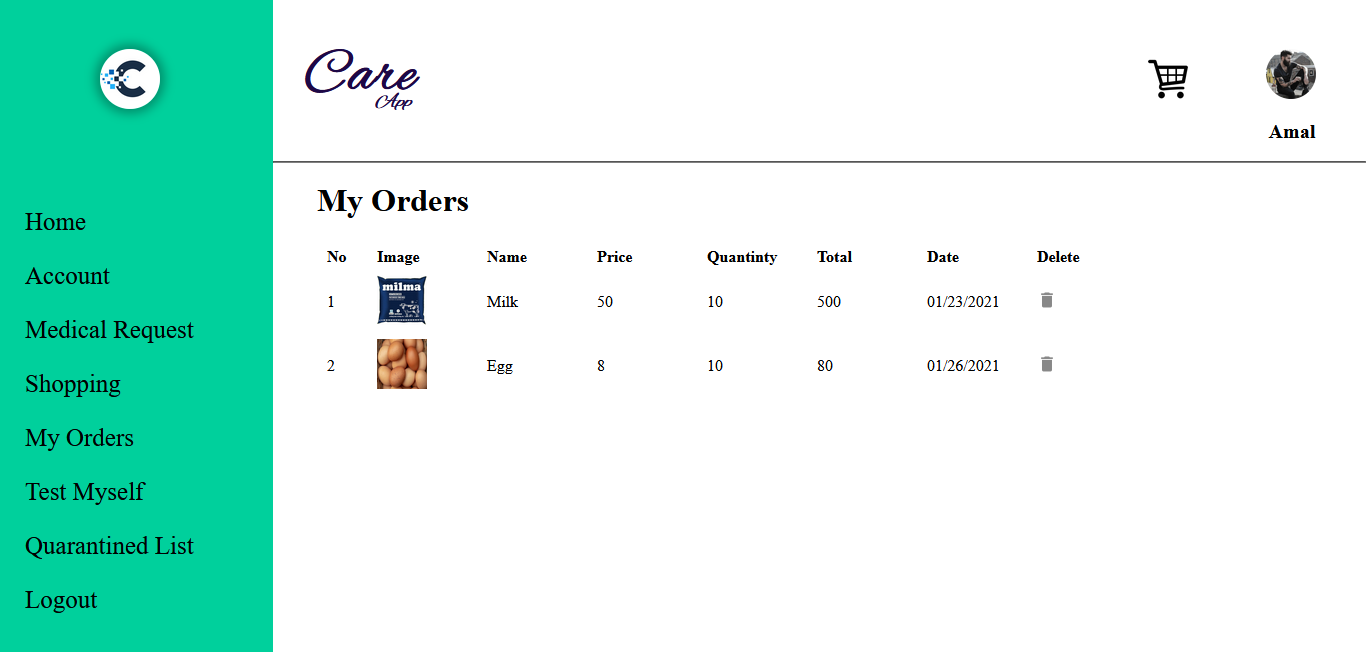 Care
App
Amal
Home
Account
Medical Request
Shopping
My Orders
Test Myself
Quarantined List
Logout
My Orders
No Image Name Price Quantinty Total Date Delete
1 milma Milk 50 10 500 01/23/2021
2 Egg 8 10 80 01/26/2021